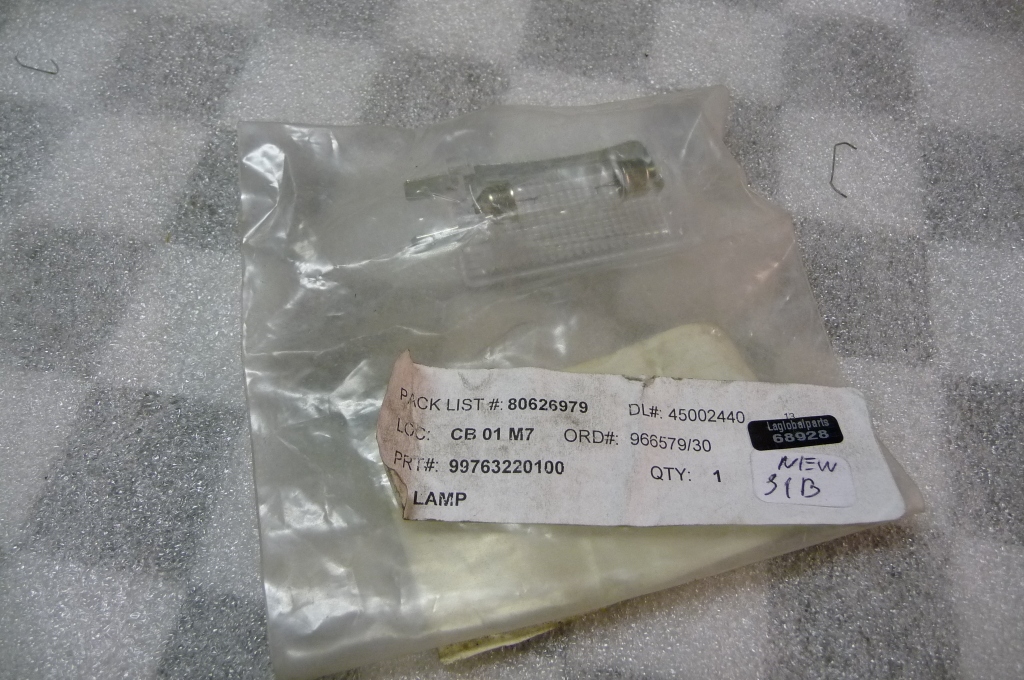 PACK LIST #: 80626979 DL#: 45002440
LOC: CB 01 M7 ORD#: 966579/30
PRT#: 99763220100 QTY: 1
LAMP
13
Laglobalparts
68928
NEW
31B